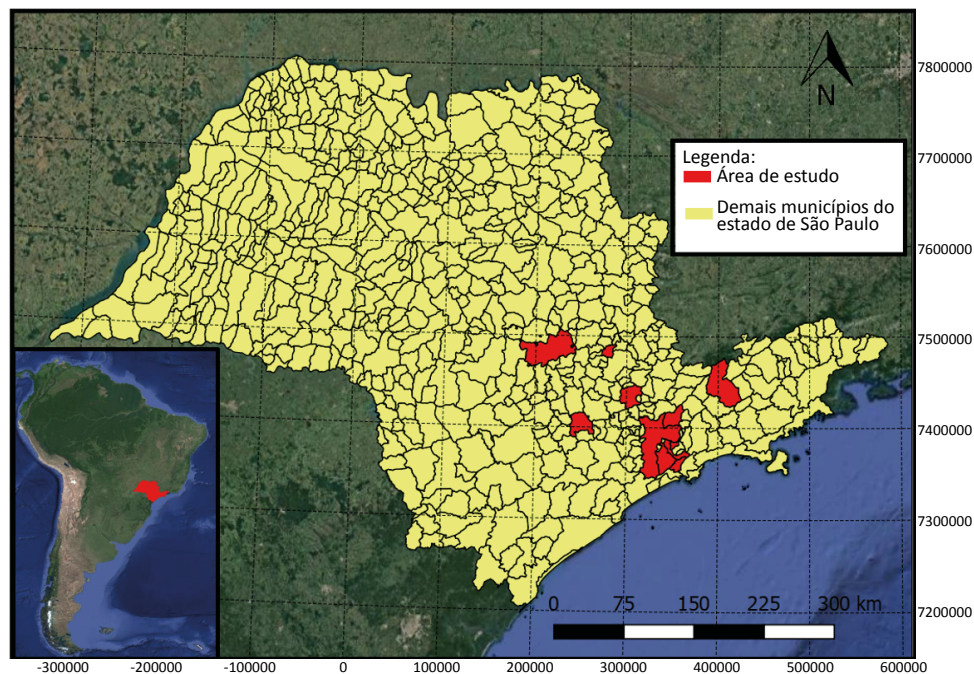 N
7800000
7700000
Legenda:
Área de estudo
Demais municípios do
estado de São Paulo
7600000
7500000
7400000
7300000
0 75 150 225 300 km
7200000
-300000 -200000 -100000 0 100000 200000 300000 400000 500000 600000